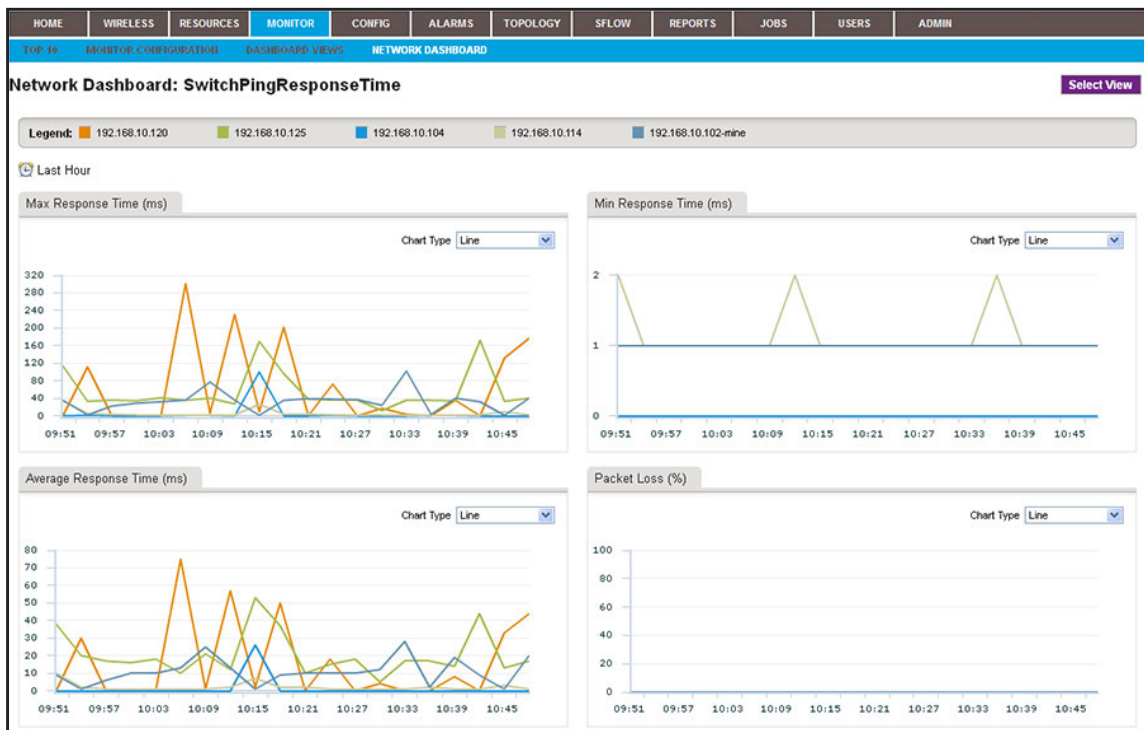 HOME WIRELESS RESOURCES MONITOR CONFIG ALARMS TOPOLOGY SFLOW REPORTS JOBS USERS ADMIN
TOP 10 MONITOR CONFIGURATION DASHBOARD VIEWS NETWORK DASHBOARD
Network Dashboard: SwitchPingResponseTime
Select View
Legend: 192.168.10.120 192.168.10.125 192.168.10.104 192.168.10.114 192.168.10.102-mine
Last Hour
Max Response Time (ms)
Chart Type Line
320
280
240
200
160
120
80
40
0
09:51 09:57 10:03 10:09 10:15 10:21 10:27 10:33 10:39 10:45
Min Response Time (ms)
Chart Type Line
2
1
0
09:51 09:57 10:03 10:09 10:15 10:21 10:27 10:33 10:39 10:45
Average Response Time (ms)
Chart Type Line
80
70
60
50
40
30
20
10
0
09:51 09:57 10:03 10:09 10:15 10:21 10:27 10:33 10:39 10:45
Packet Loss (%)
Chart Type Line
100
80
60
40
20
0
09:51 09:57 10:03 10:09 10:15 10:21 10:27 10:33 10:39 10:45